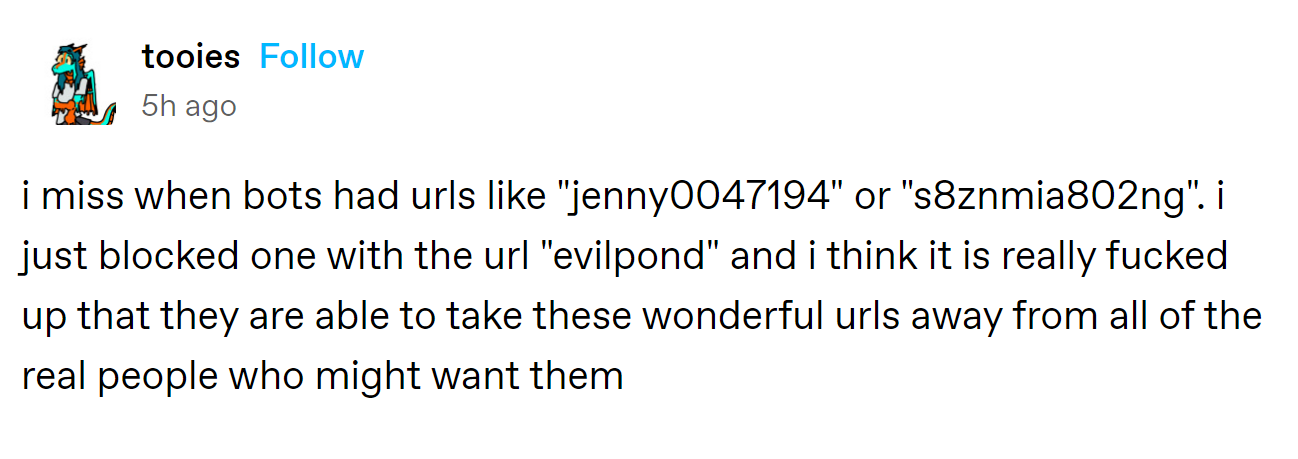 tooies Follow
5h ago
i miss when bots had urls like "jenny0047194" or "s8znmia802ng". i
just blocked one with the url "evilpond" and i think it is really fucked
up that they are able to take these wonderful urls away from all of the
real people who might want them